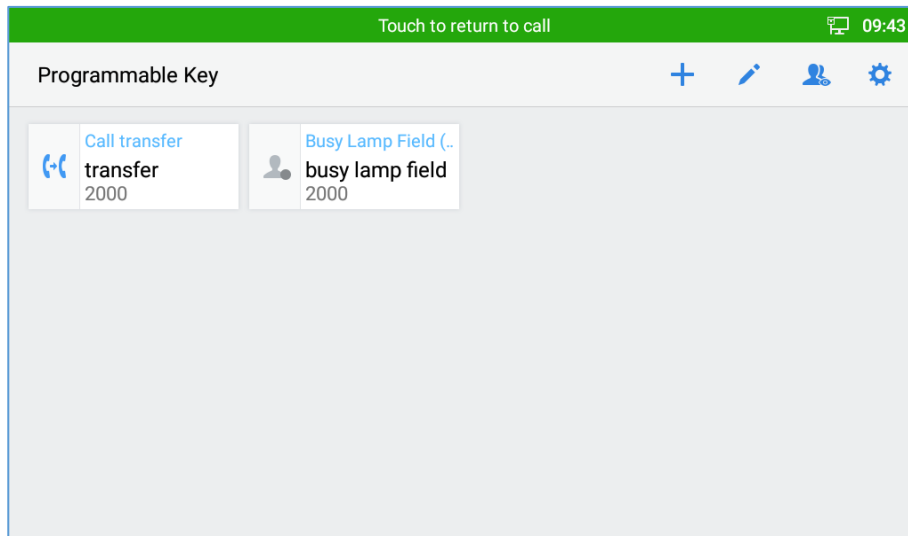 Touch to return to call
09:43
Programmable Key
Call transfer
transfer
2000
Busy Lamp Field (..
busy lamp field
2000